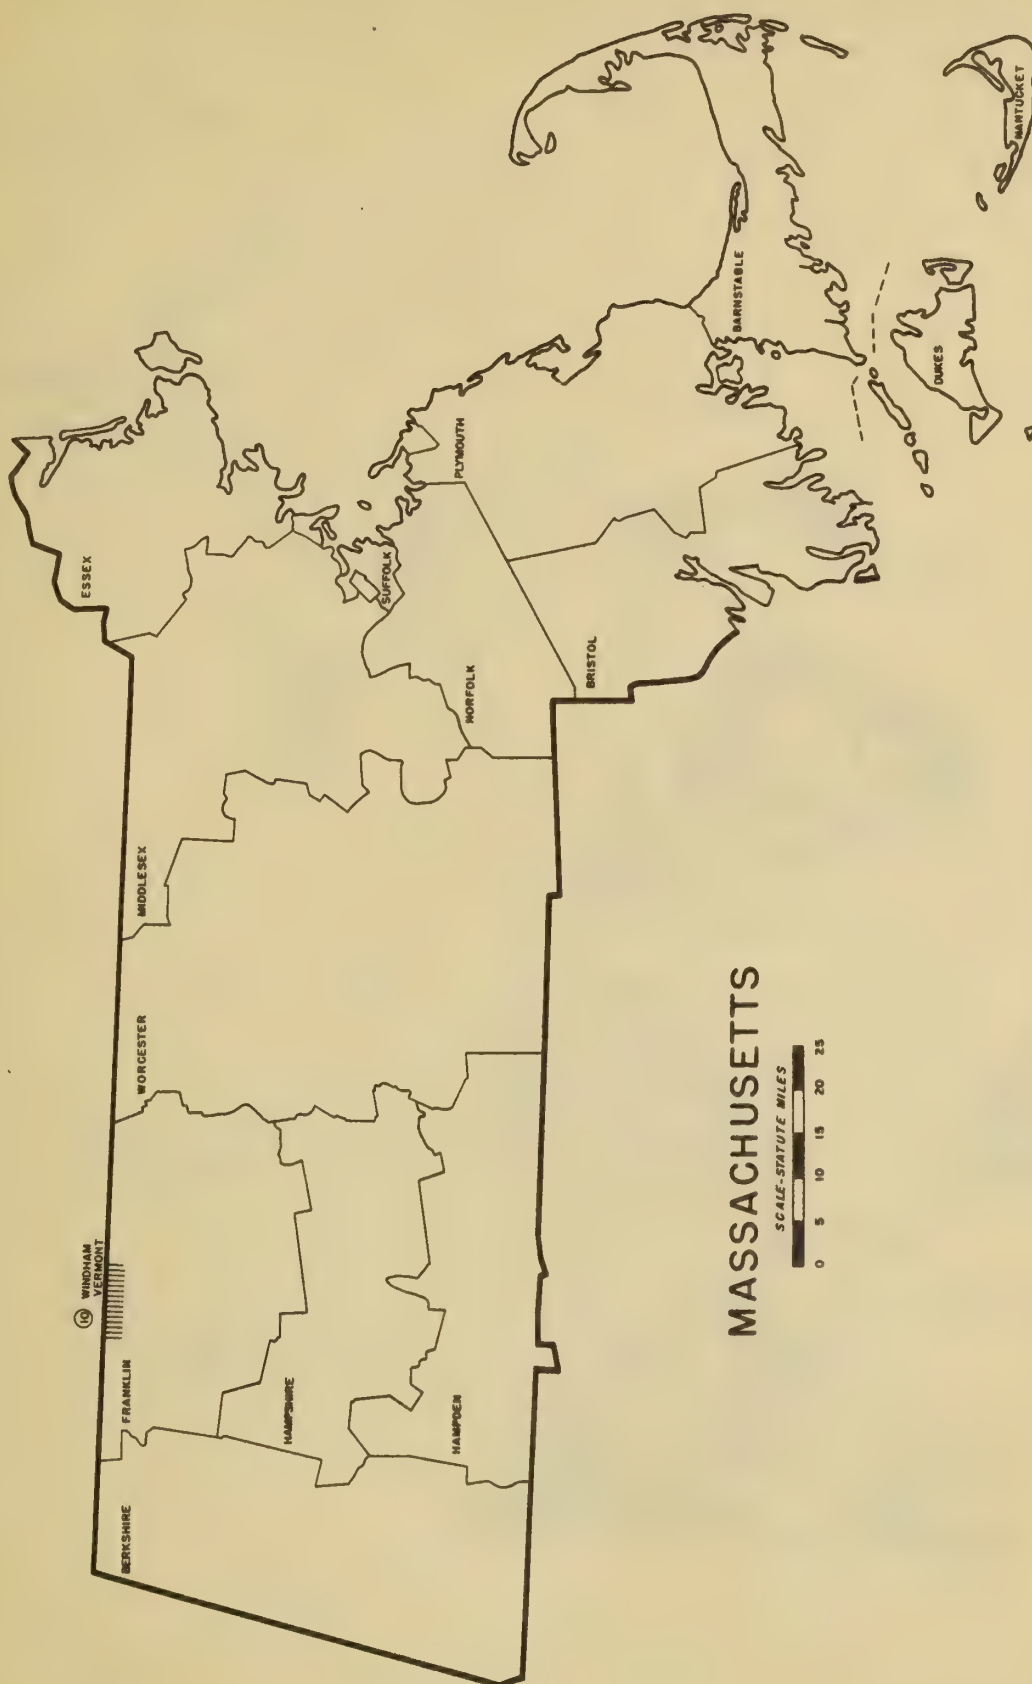 MASSACHUSETTS
SCALE-STATUTE MILES
0 5 10 15 20 25
BERKSHIRE
FRANKLIN
10 WINDHAM
VERMONT
WORCESTER
MIDDLESEX
ESSEX
HAMPSHIRE
HAMPDEN
NORFOLK
SUFFOLK
BRISTOL
PLYMOUTH
BARNSTABLE
DUKES
NANTUCKET